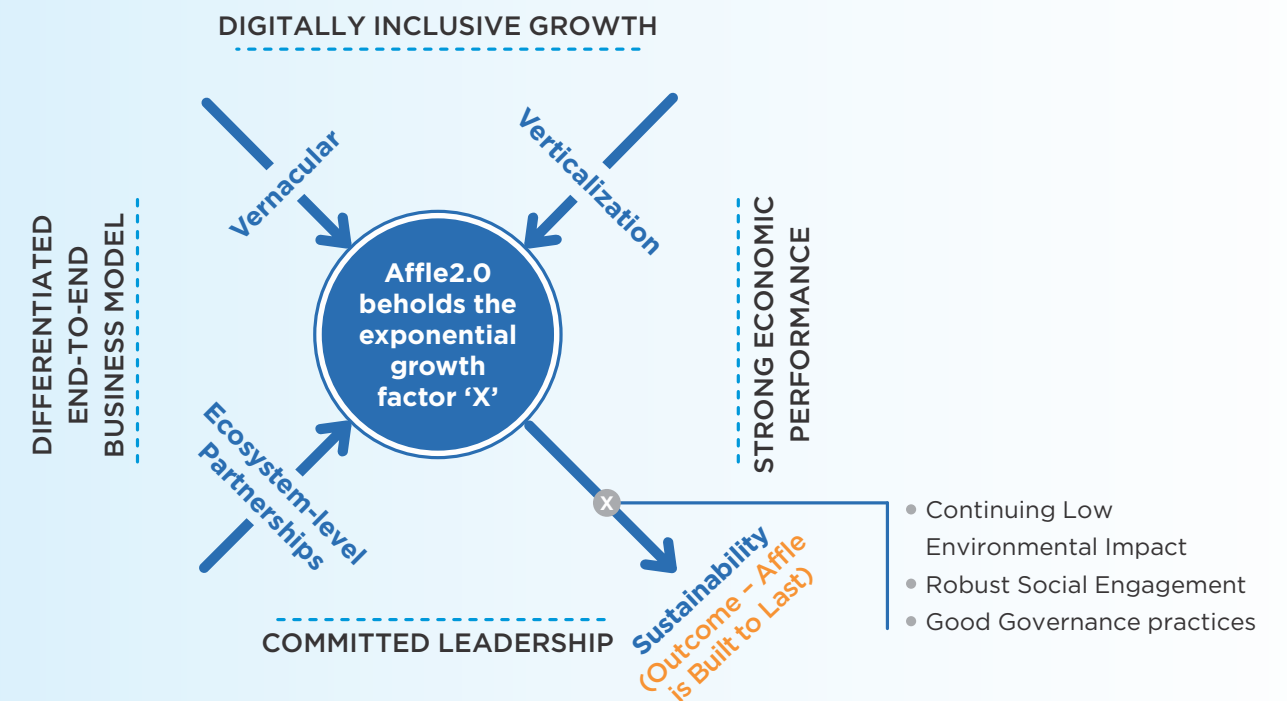 DIGITALLY INCLUSIVE GROWTH
Vernacular
Verticalization
DIFFERENTIATED
END-TO-END
BUSINESS MODEL
Affle2.0
beholds the
exponential
growth
factor ‘X’
STRONG ECONOMIC
PERFORMANCE
Ecosystem-level
Partnerships
X
Sustainability
(Outcome – Affle
is Built to Last)
Continuing Low
Environmental Impact
Robust Social Engagement
Good Governance practices
COMMITTED LEADERSHIP